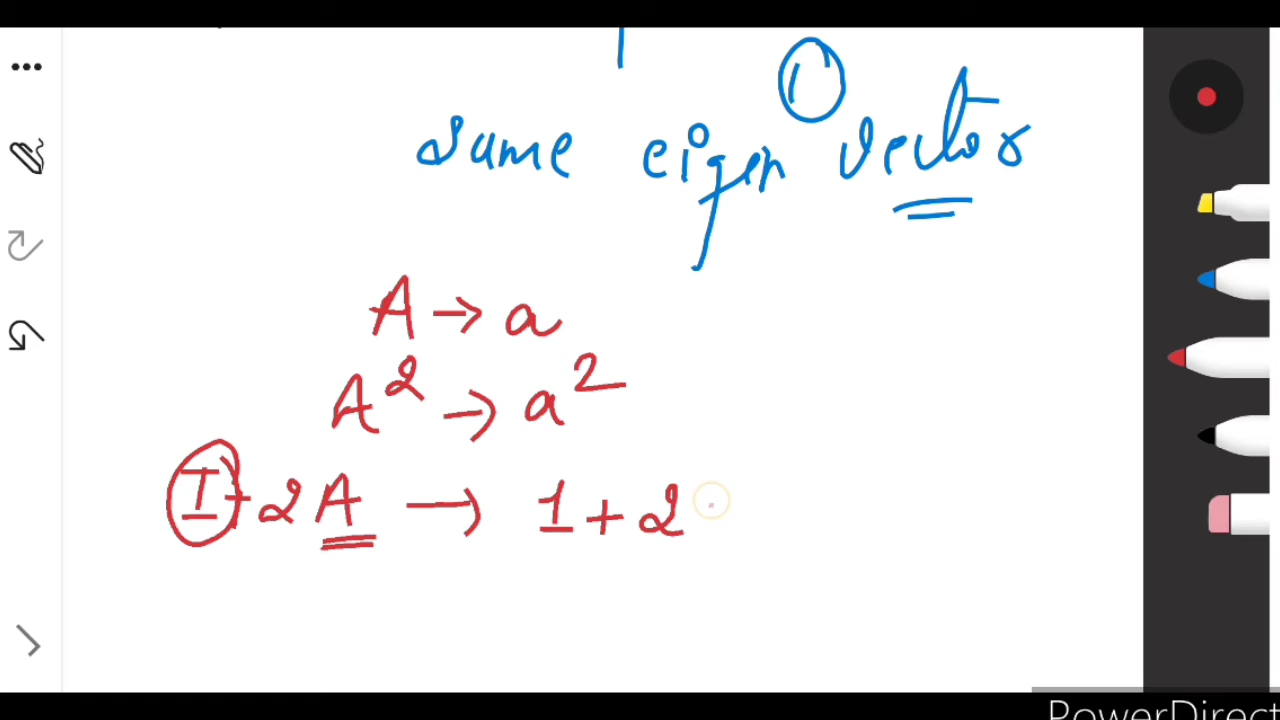 ①
same eigen vector
A → a
A² → a²
I + 2A → 1 + 2
PowerDirect